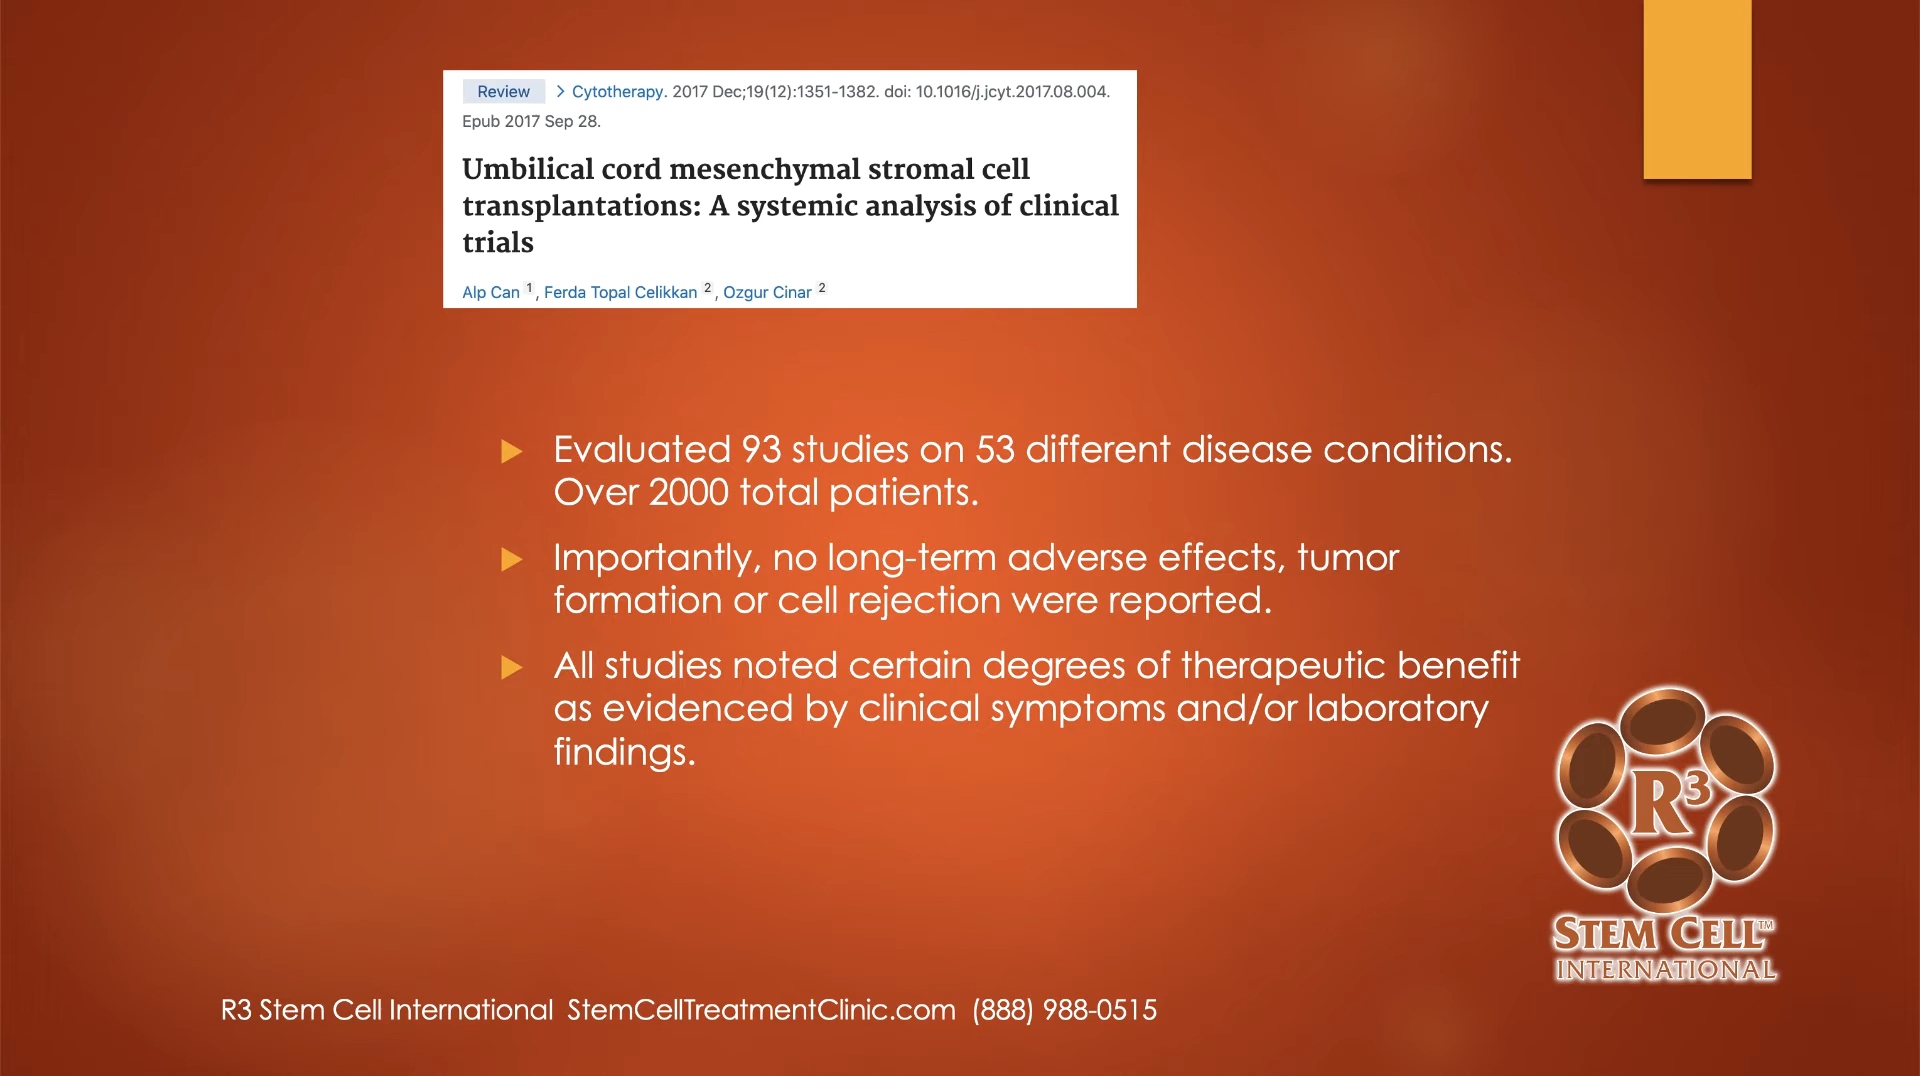 Review > Cytotherapy. 2017 Dec;19(12):1351-1382. doi: 10.1016/j.jcyt.2017.08.004.
Epub 2017 Sep 28.
Umbilical cord mesenchymal stromal cell
transplantations: A systemic analysis of clinical
trials
Alp Can 1, Ferda Topal Celikkan 2, Ozgur Cinar 2
Evaluated 93 studies on 53 different disease conditions.
Over 2000 total patients.
Importantly, no long-term adverse effects, tumor
formation or cell rejection were reported.
All studies noted certain degrees of therapeutic benefit
as evidenced by clinical symptoms and/or laboratory
findings.
R3
STEM CELL™
INTERNATIONAL
R3 Stem Cell International StemCellTreatmentClinic.com (888) 988-0515